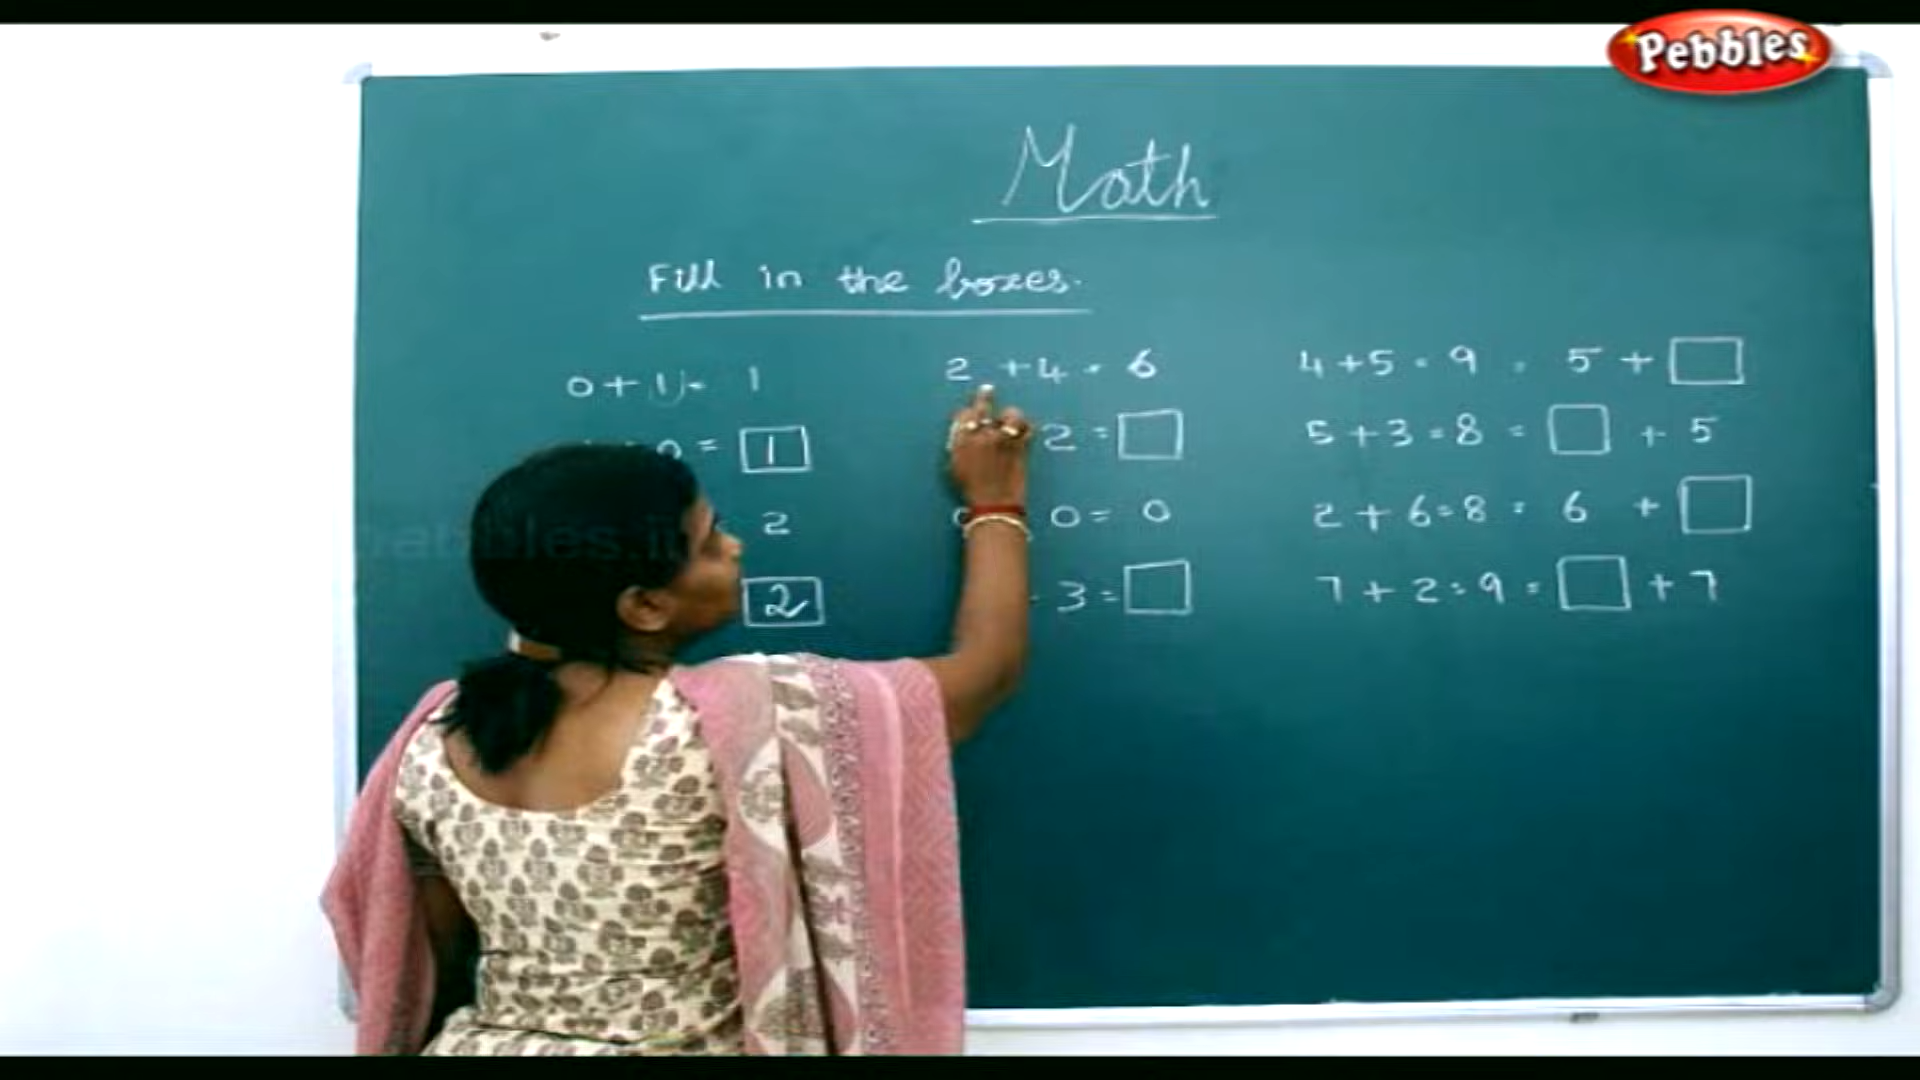 Pebbles
Math
Fill in the boxes.
0 + 1 = 1
0 = 1
2
2
2 + 4 = 6
2 =
0 = 0
3 =
4 + 5 = 9 = 5 +
5 + 3 = 8 = + 5
2 + 6 = 8 = 6 +
7 + 2 = 9 = + 7